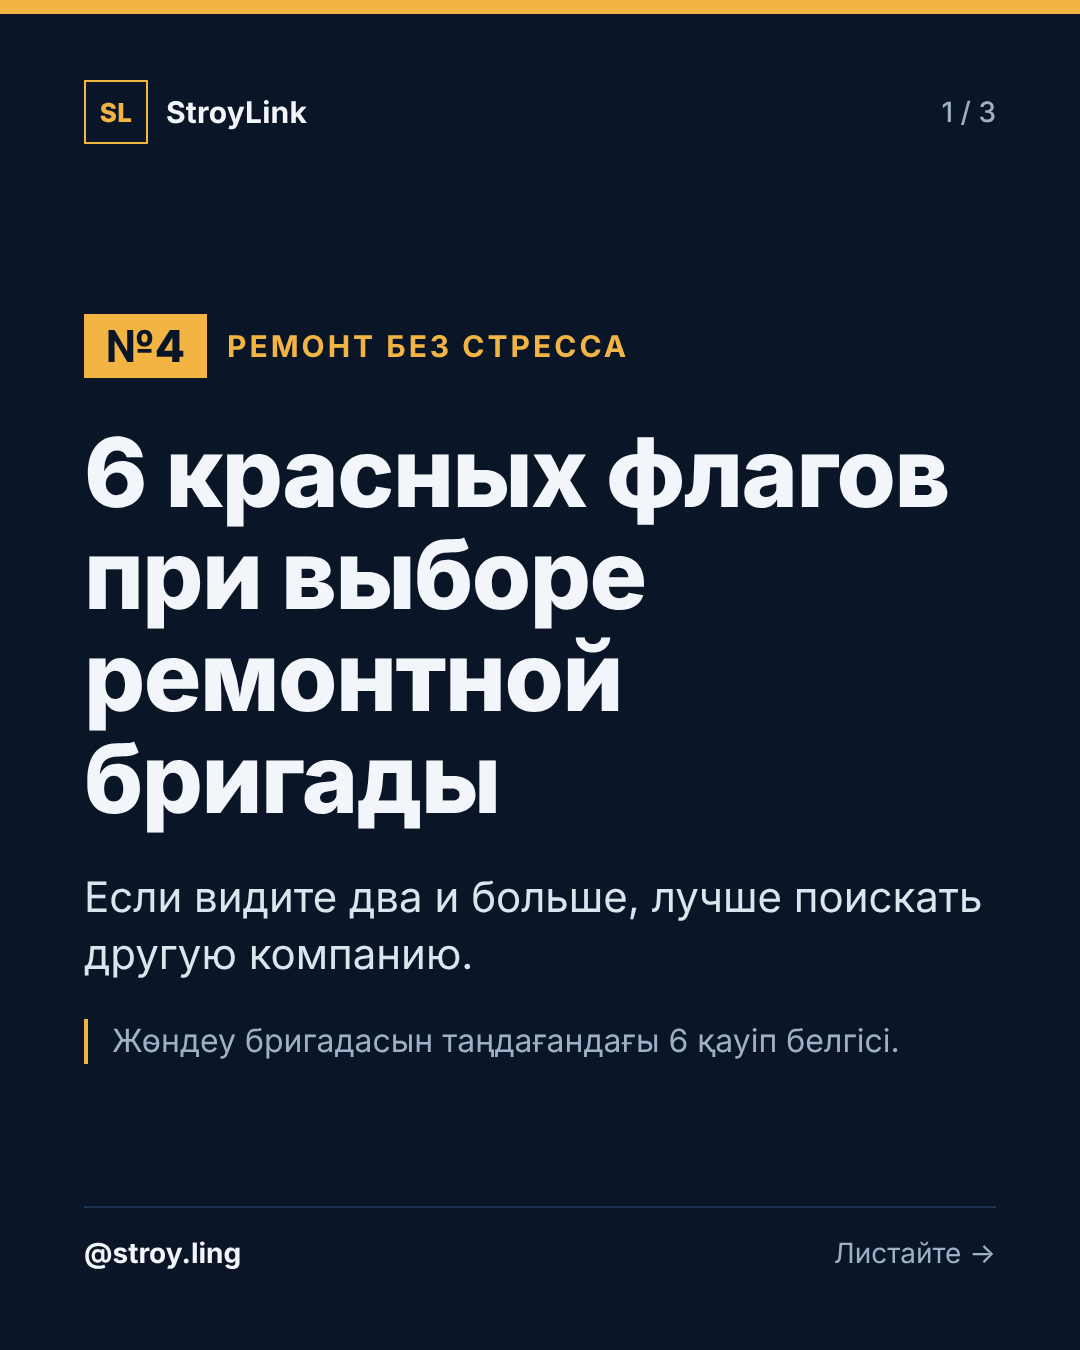 SL StroyLink 1 / 3
№4 РЕМОНТ БЕЗ СТРЕССА
6 красных флагов
при выборе
ремонтной
бригады
Если видите два и больше, лучше поискать
другую компанию.
Жөндеу бригадасын таңдағандағы 6 қауіп белгісі.
@stroy.ling Листайте →